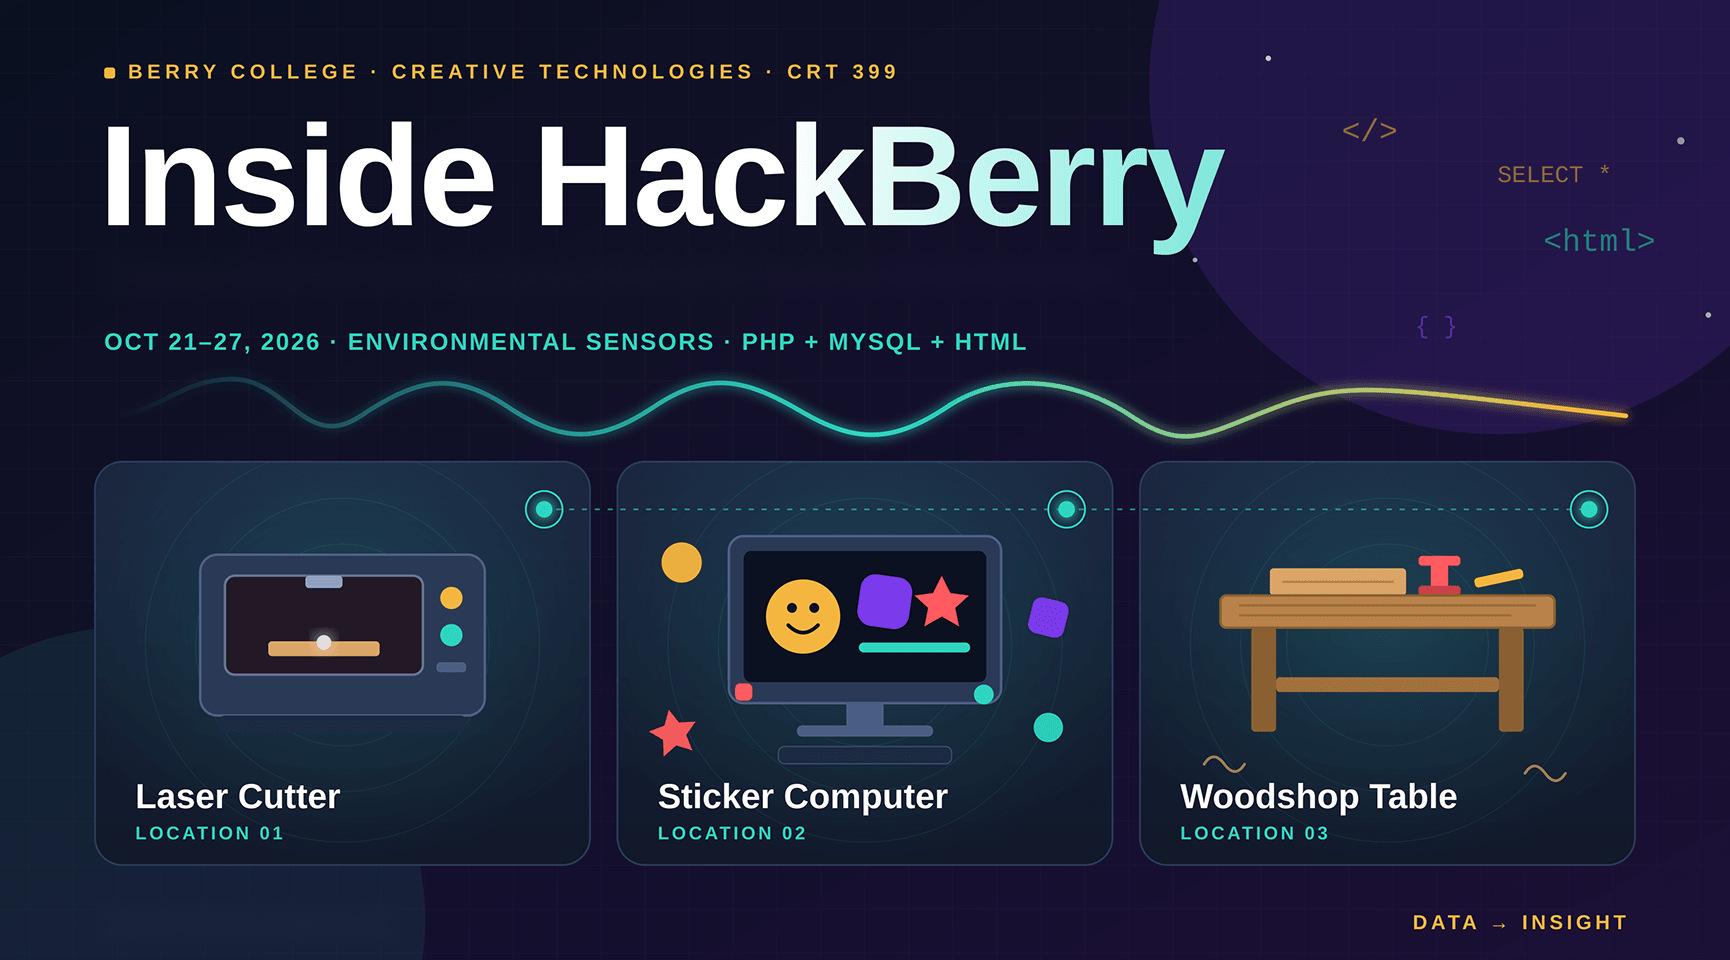 BERRY COLLEGE · CREATIVE TECHNOLOGIES · CRT 399
Inside HackBerry
</>
SELECT *
<html>
{ }
OCT 21–27, 2026 · ENVIRONMENTAL SENSORS · PHP + MYSQL + HTML
Laser Cutter
LOCATION 01
Sticker Computer
LOCATION 02
Woodshop Table
LOCATION 03
DATA → INSIGHT